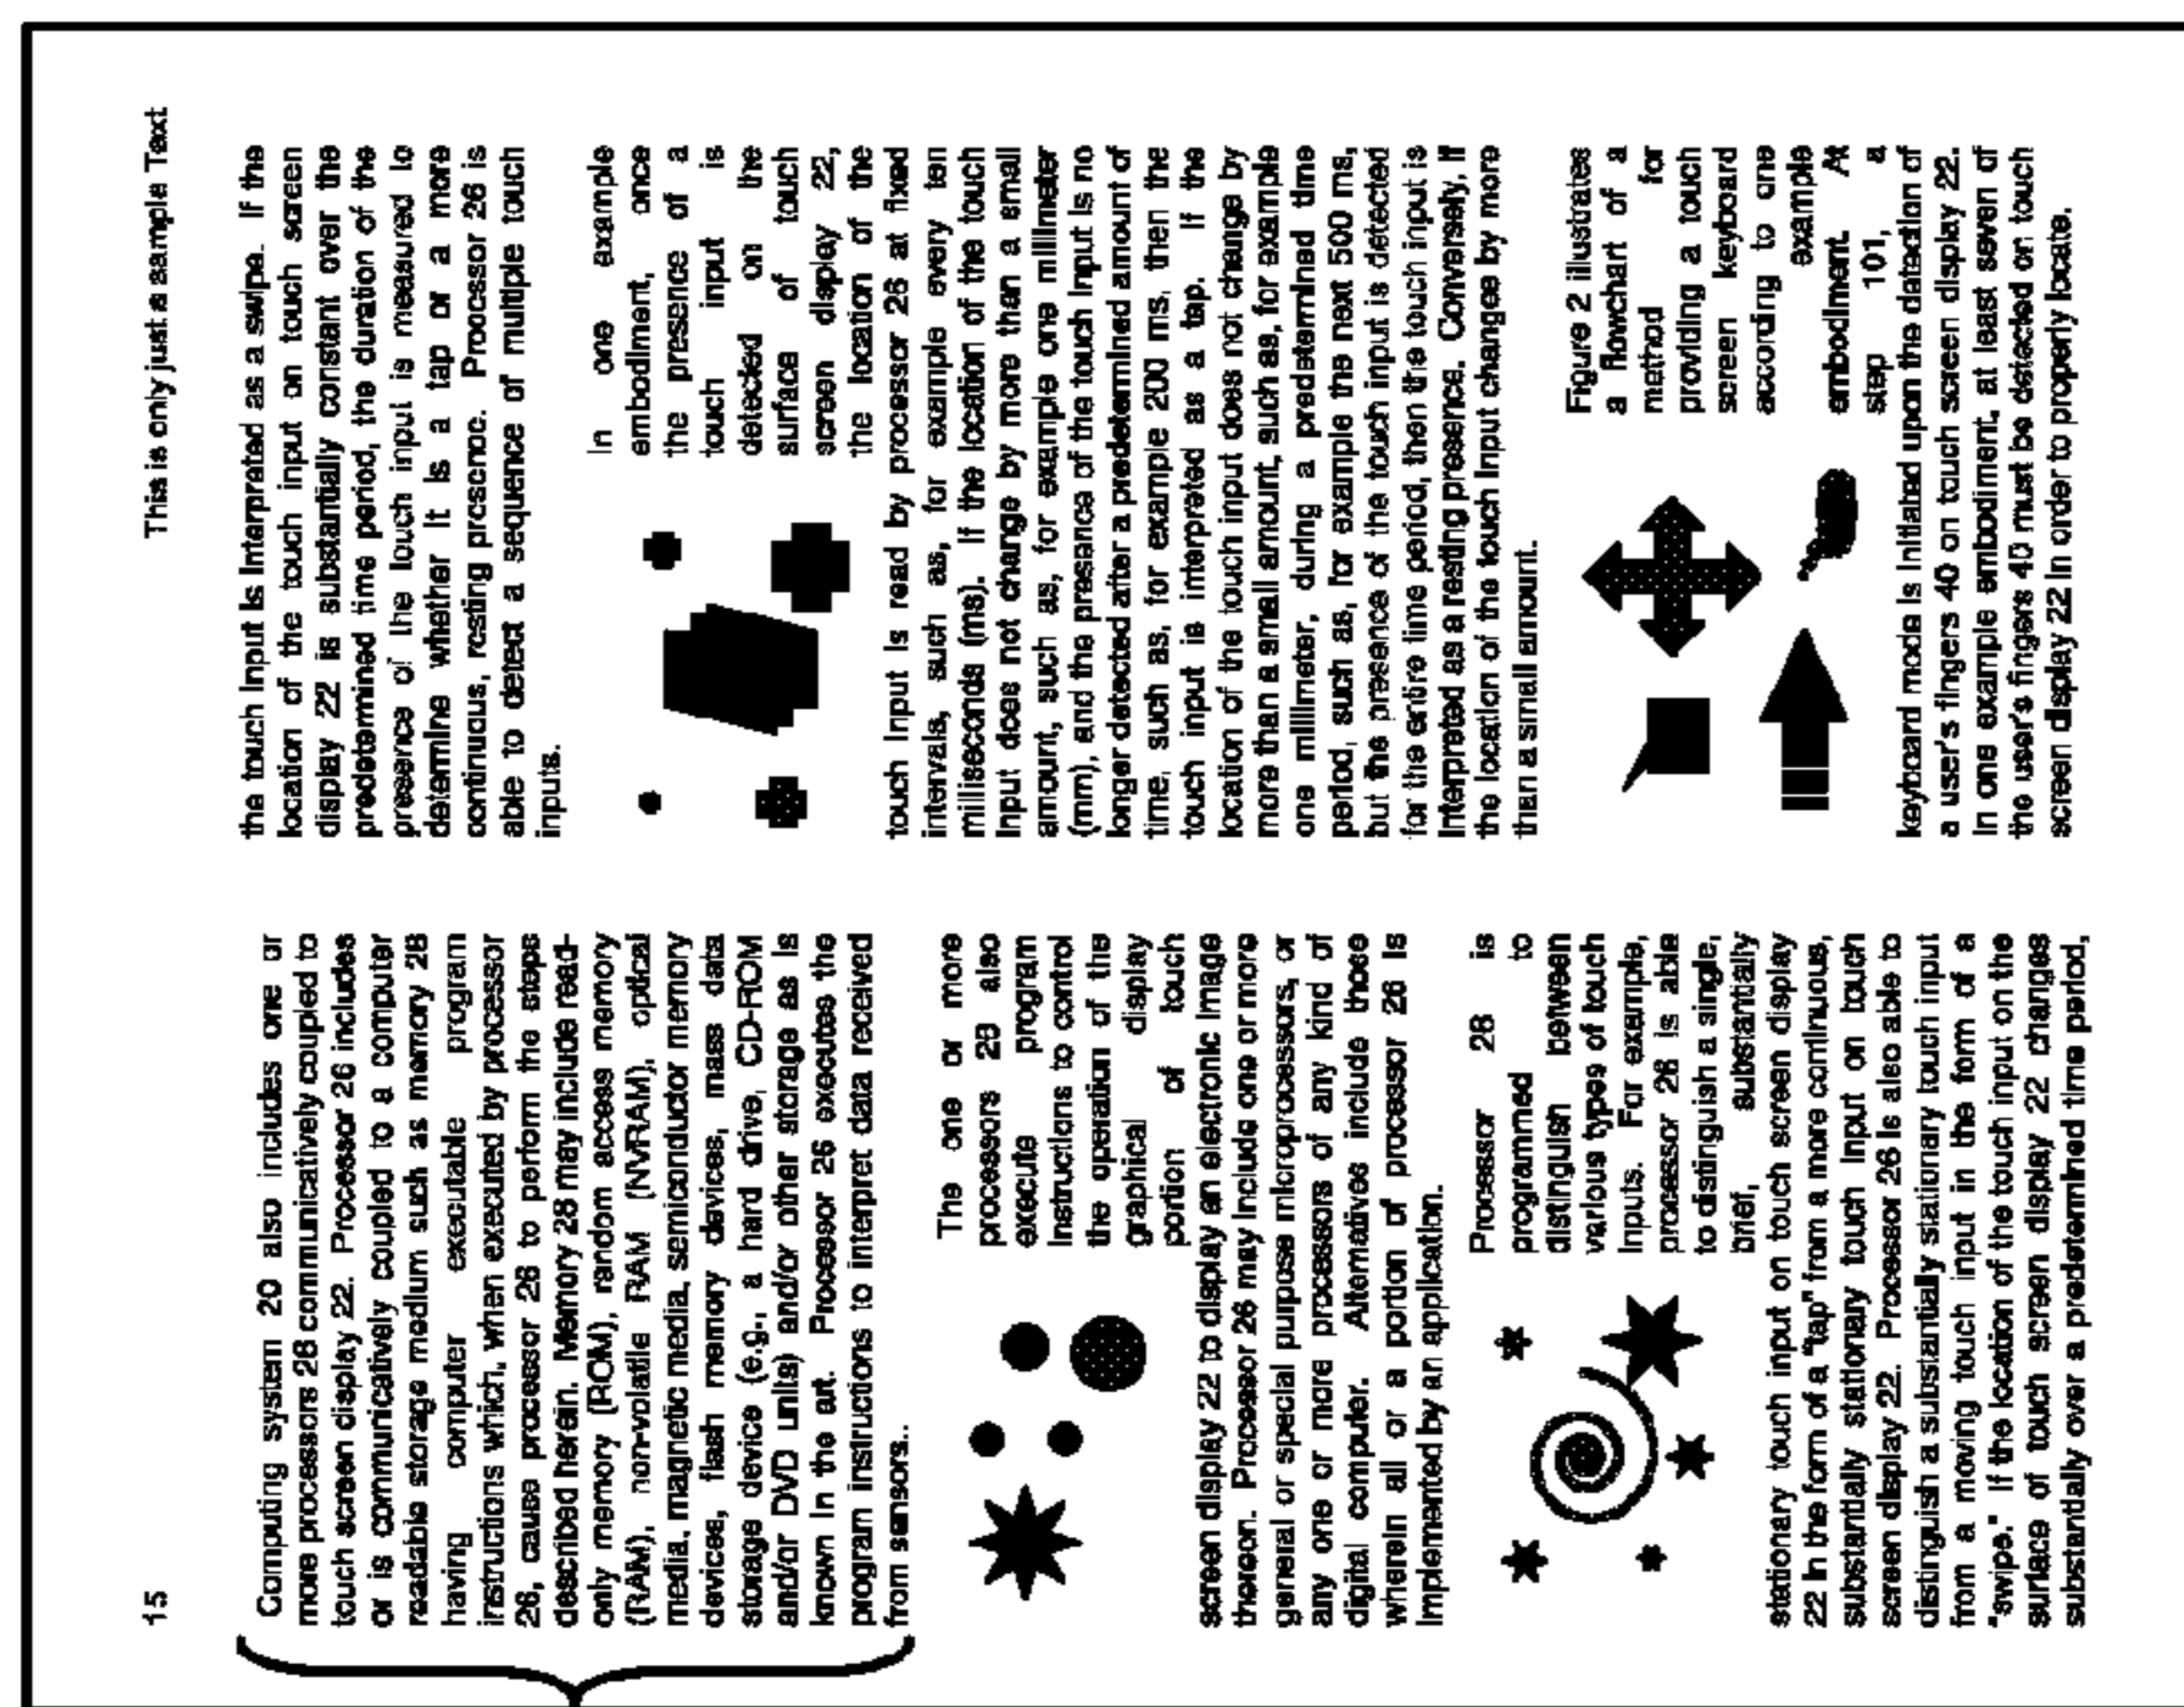 15
This is only just a sample Text
Computing system 20 also includes one or
more processors 28 communicatively coupled to
touch screen display 22. Processor 26 includes
or is communicatively coupled to a computer
readable storage medium such as memory 28
having computer executable program
instructions which, when executed by processor
26, cause processor 26 to perform the steps
described herein. Memory 28 may include read-
only memory (ROM), random access memory
(RAM), non-volatile RAM (NVRAM), optical
media, magnetic media, semiconductor memory
devices, flash memory devices, mass data
storage device (e.g., a hard drive, CD-ROM
and/or DVD units) and/or other storage as is
known in the art. Processor 26 executes the
program instructions to interpret data received
from sensors..
The one or more
processors 28 also
execute program
instructions to control
the operation of the
graphical display
portion of touch
screen display 22 to display an electronic image
thereon. Processor 26 may include one or more
general or special purpose microprocessors, or
any one or more processors of any kind of
digital computer. Alternatives include those
wherein all or a portion of processor 26 is
implemented by an application.
Processor 28 is
programmed to
distinguish between
various types of touch
inputs. For example,
processor 26 is able
to distinguish a single,
brief, substantially
stationary touch input on touch screen display
22 in the form of a "tap" from a more continuous,
substantially stationary touch input on touch
screen display 22. Processor 26 is also able to
distinguish a substantially stationary touch input
from a moving touch input in the form of a
"swipe." If the location of the touch input on the
surface of touch screen display 22 changes
substantially over a predetermined time period,
the touch input is interpreted as a swipe. If the
location of the touch input on touch screen
display 22 is substantially constant over the
predetermined time period, the duration of the
presence of the touch input is measured to
determine whether it is a tap or a more
continuous, resting presence. Processor 26 is
able to detect a sequence of multiple touch
inputs.
In one example
embodiment, once
the presence of a
touch input is
detected on the
surface of touch
screen display 22,
the location of the
touch input is read by processor 26 at fixed
intervals, such as, for example every ten
milliseconds (ms). If the location of the touch
input does not change by more than a small
amount, such as, for example one millimeter
(mm), and the presence of the touch input is no
longer detected after a predetermined amount of
time, such as, for example 200 ms, then the
touch input is interpreted as a tap. If the
location of the touch input does not change by
more than a small amount, such as, for example
one millimeter, during a predetermined time
period, such as, for example the next 500 ms,
but the presence of the touch input is detected
for the entire time period, then the touch input is
interpreted as a resting presence. Conversely, if
the location of the touch input changes by more
than a small amount.
Figure 2 illustrates
a flowchart of a
method for
providing a touch
screen keyboard
according to one
example
embodiment. At
step 101, a
keyboard mode is initiated upon the detection of
a user's fingers 40 on touch screen display 22.
In one example embodiment, at least seven of
the user's fingers 40 must be detected on touch
screen display 22 in order to properly locate.